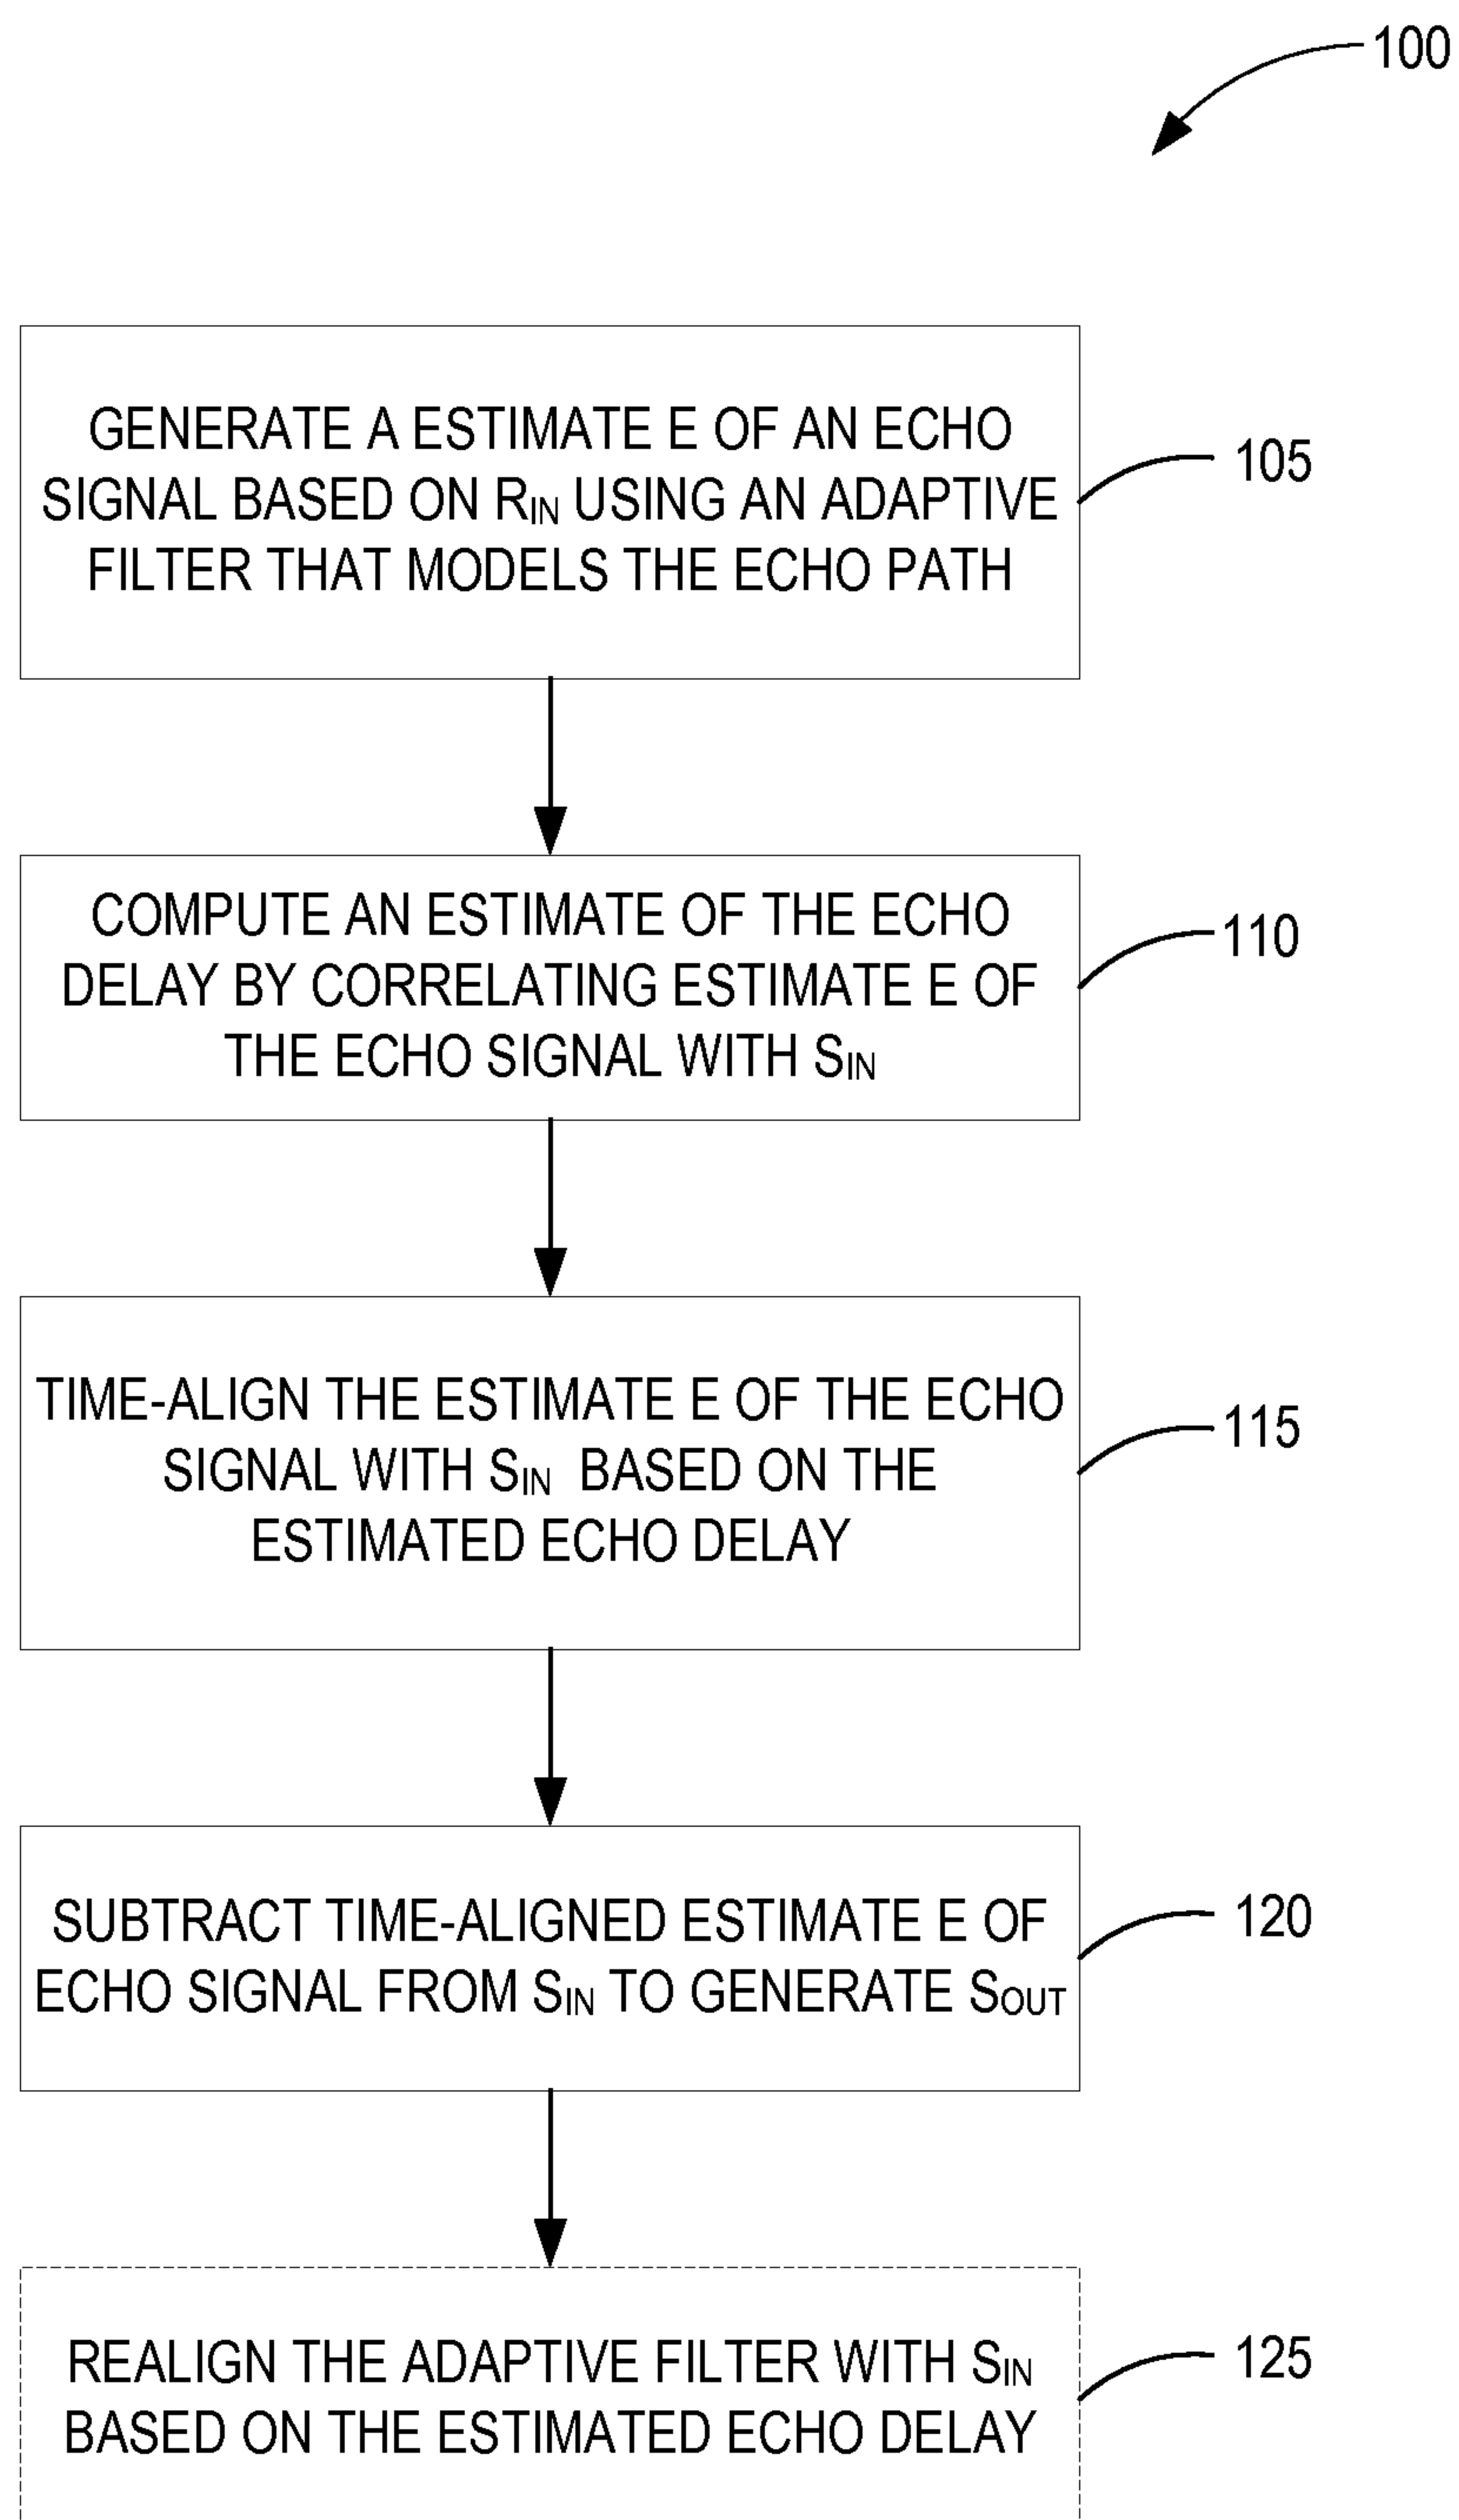 100
GENERATE A ESTIMATE E OF AN ECHO
SIGNAL BASED ON RIN USING AN ADAPTIVE
FILTER THAT MODELS THE ECHO PATH
105
COMPUTE AN ESTIMATE OF THE ECHO
DELAY BY CORRELATING ESTIMATE E OF
THE ECHO SIGNAL WITH SIN
110
TIME-ALIGN THE ESTIMATE E OF THE ECHO
SIGNAL WITH SIN BASED ON THE
ESTIMATED ECHO DELAY
115
SUBTRACT TIME-ALIGNED ESTIMATE E OF
ECHO SIGNAL FROM SIN TO GENERATE SOUT
120
REALIGN THE ADAPTIVE FILTER WITH SIN
BASED ON THE ESTIMATED ECHO DELAY
125